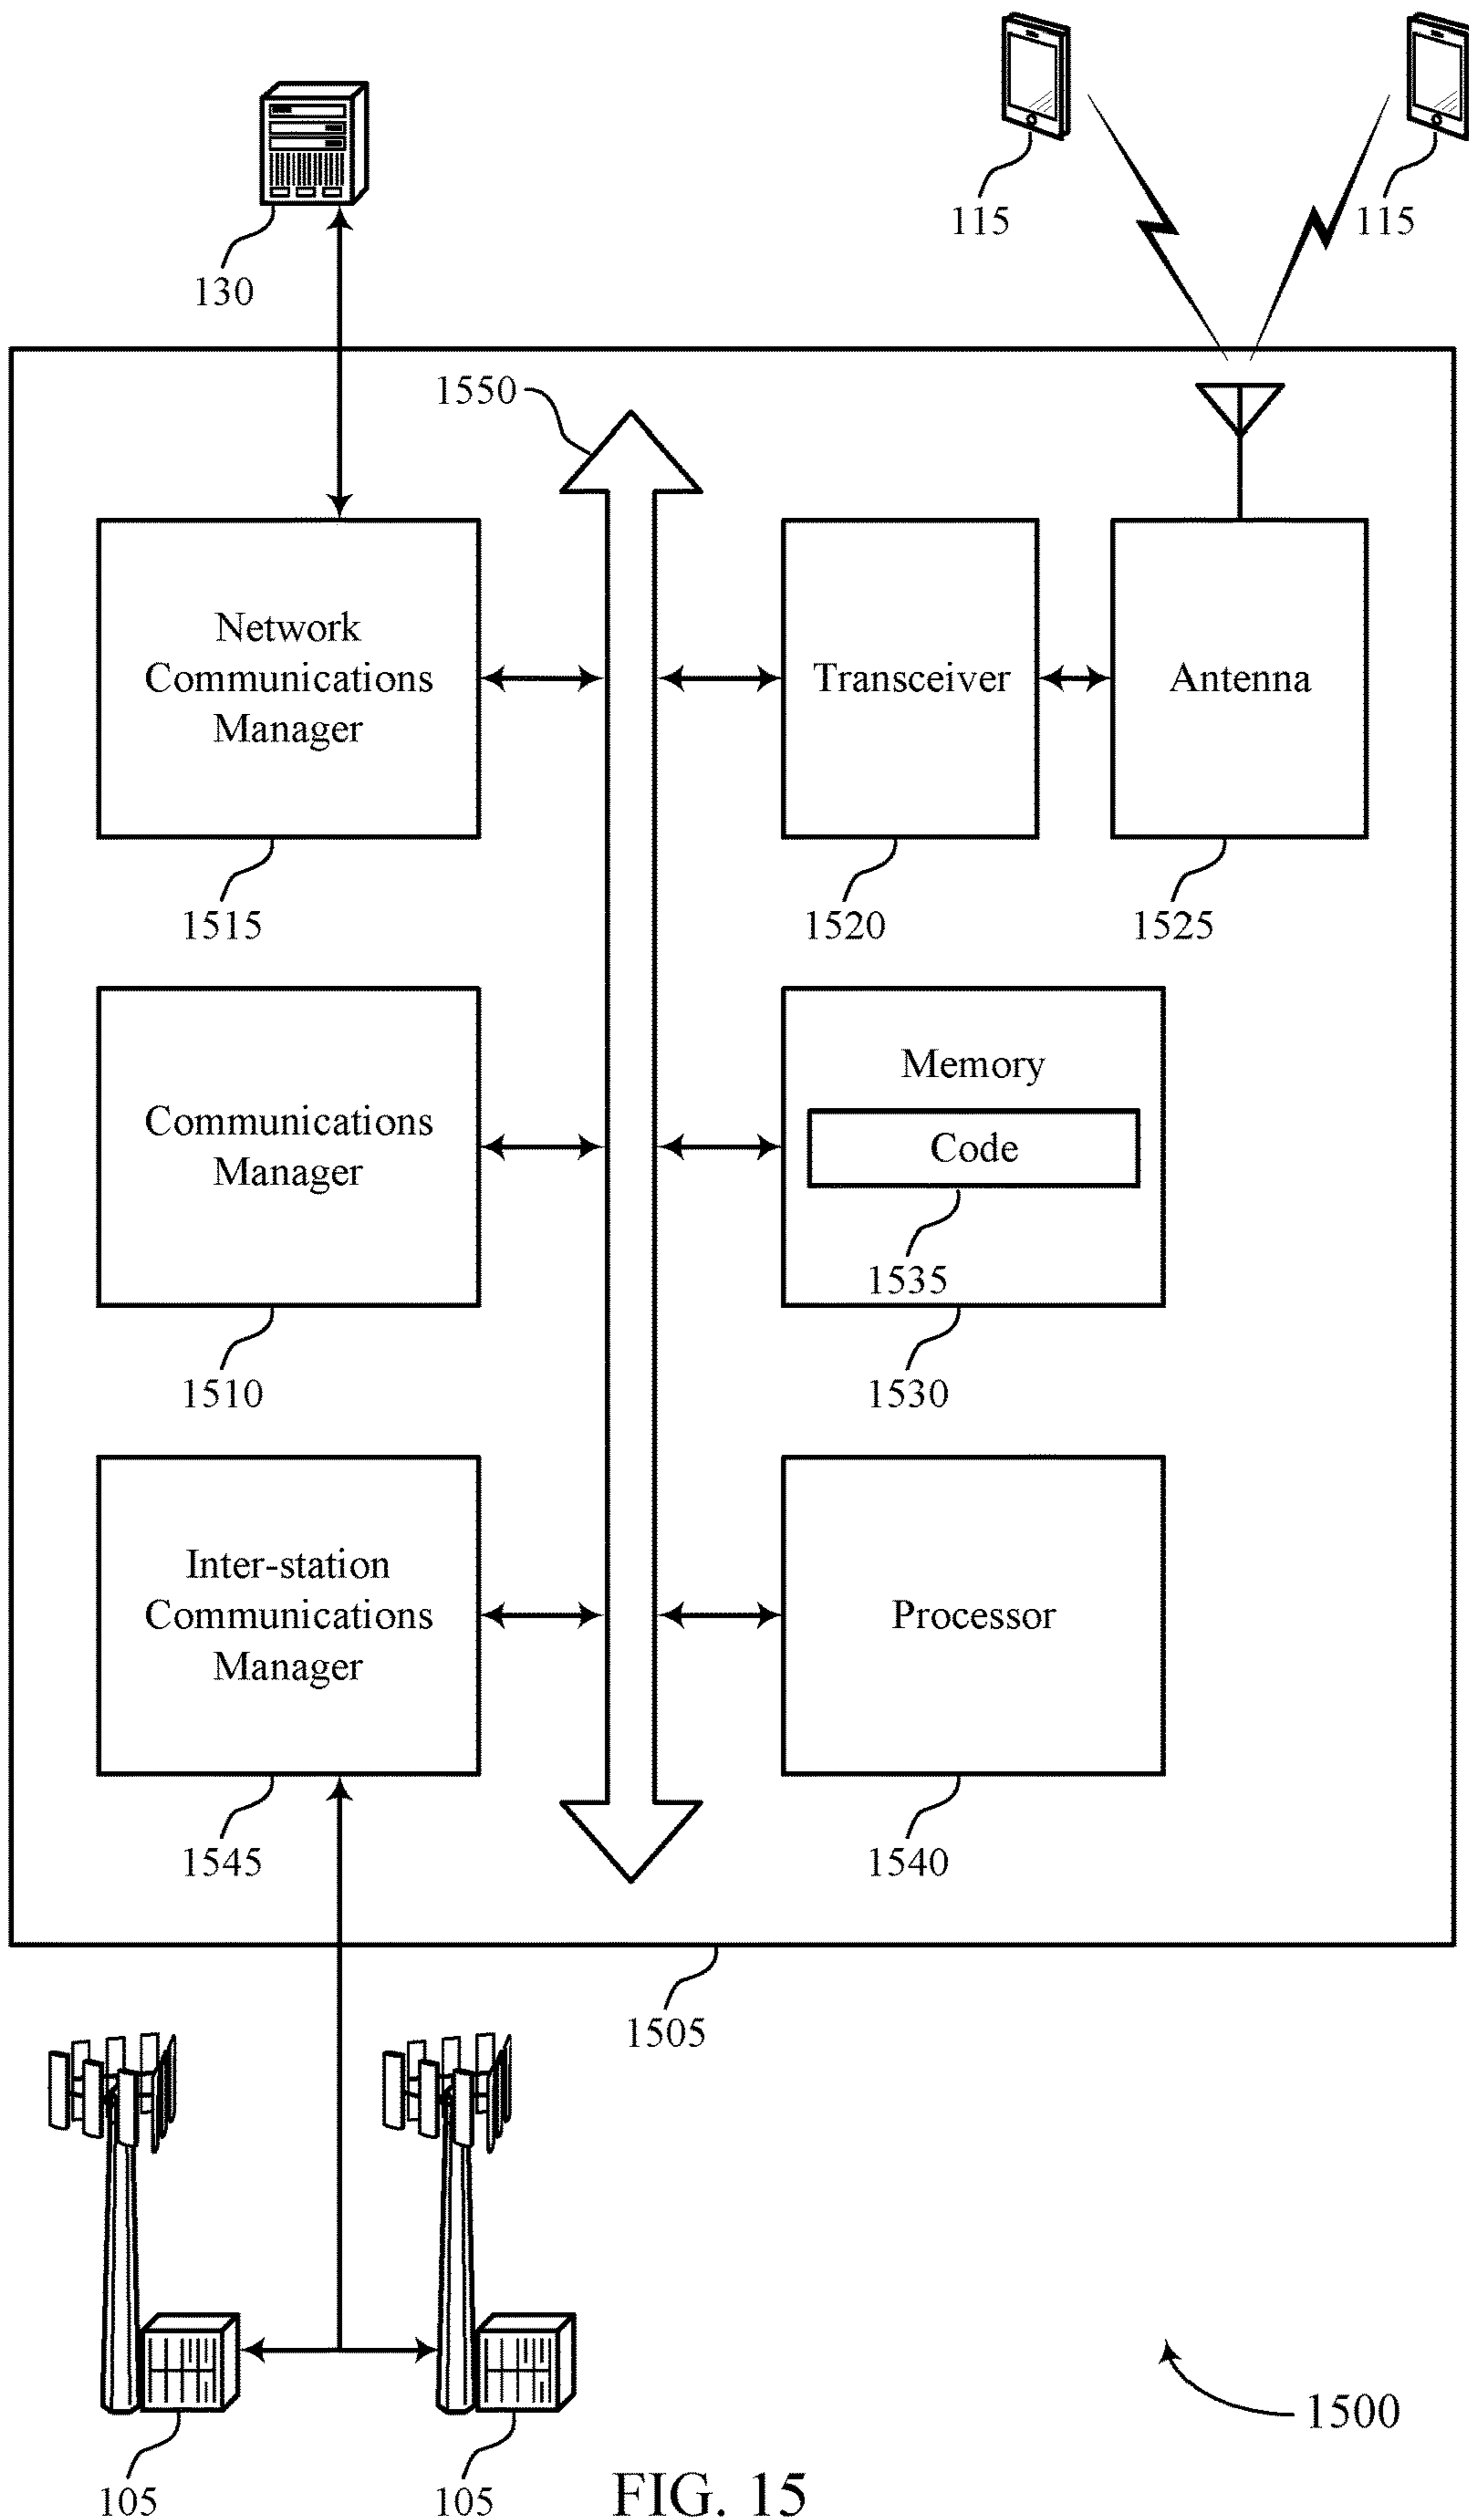 115
115
130
1550
Network
Communications
Manager
Transceiver
Antenna
1515
1520
1525
Communications
Manager
Memory
Code
1535
1510
1530
Inter-station
Communications
Manager
Processor
1545
1540
1505
1500
105
105
FIG. 15